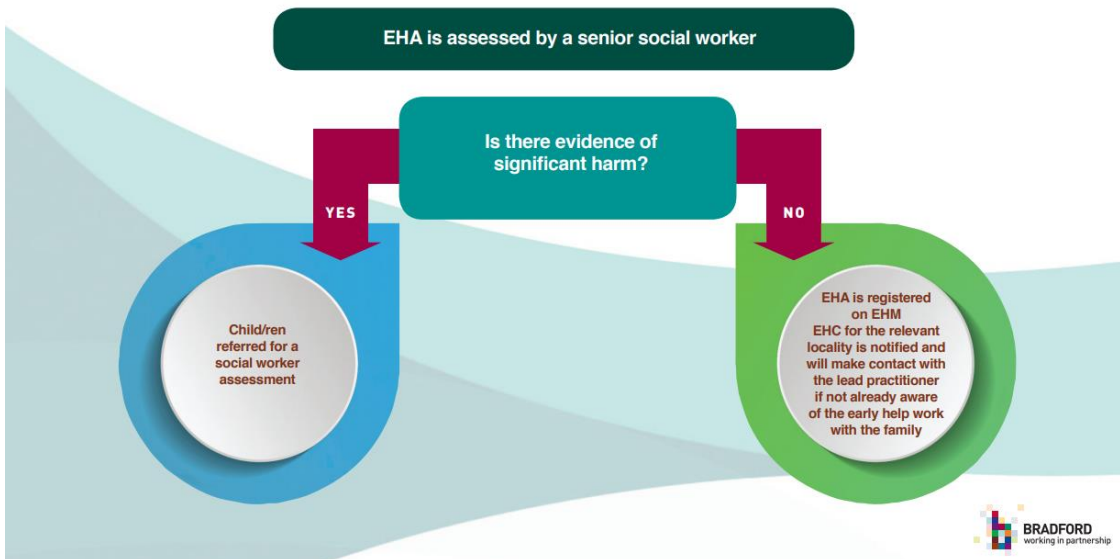 EHA is assessed by a senior social worker
Is there evidence of
significant harm?
YES
NO
Child/ren
referred for a
social worker
assessment
EHA is registered
on EHM
EHC for the relevant
locality is notified and
will make contact with
the lead practitioner
if not already aware
of the early help work
with the family
BRADFORD
working in partnership